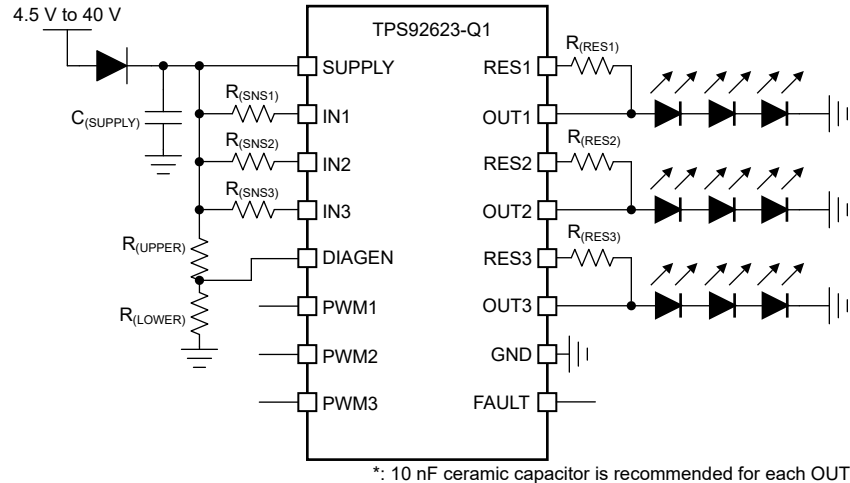 4.5 V to 40 V
TPS92623-Q1
C(SUPPLY)
R(SNS1)
R(SNS2)
R(SNS3)
R(UPPER)
R(LOWER)
SUPPLY
IN1
IN2
IN3
DIAGEN
PWM1
PWM2
PWM3
RES1
OUT1
RES2
OUT2
RES3
OUT3
GND
FAULT
R(RES1)
R(RES2)
R(RES3)
*: 10 nF ceramic capacitor is recommended for each OUT